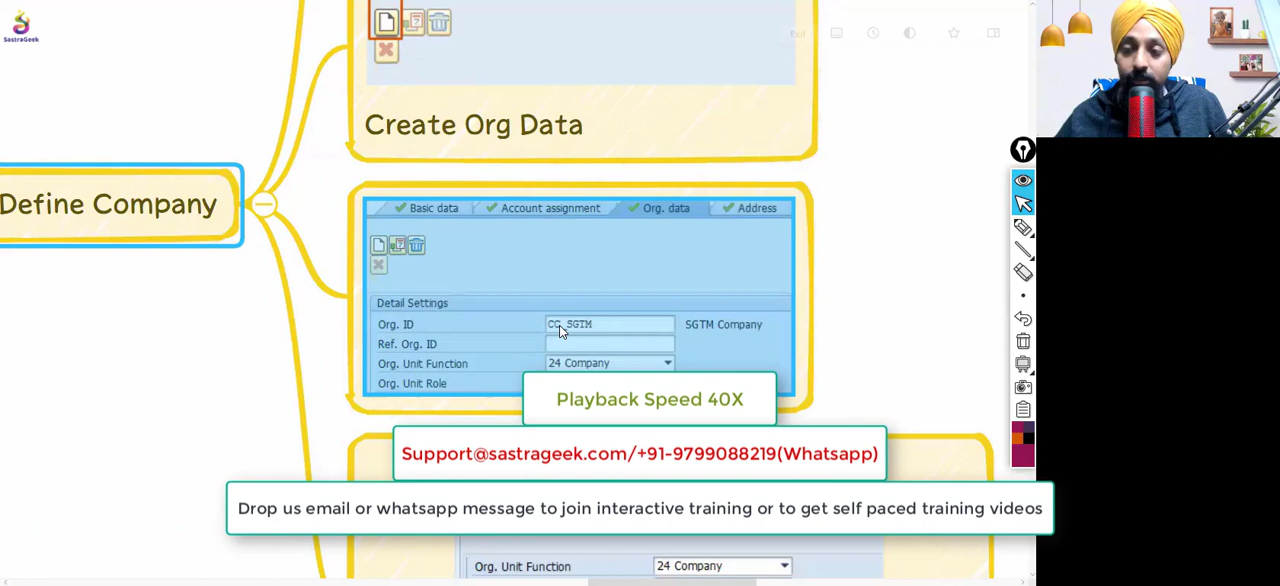 SastraGeek
Exit
Create Org Data
Define Company
Basic data
Account assignment
Org. data
Address
Detail Settings
Org. ID
CC_SGTM
SGTM Company
Ref. Org. ID
Org. Unit Function
24 Company
Org. Unit Role
Playback Speed 40X
Support@sastrageek.com/+91-9799088219(Whatsapp)
Drop us email or whatsapp message to join interactive training or to get self paced training videos
Org. Unit Function
24 Company